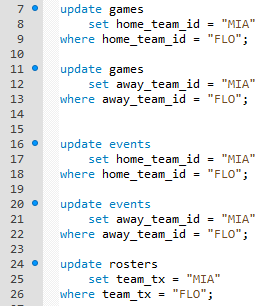 7 update games
8 set home_team_id = "MIA"
9 where home_team_id = "FLO";
10
11 update games
12 set away_team_id = "MIA"
13 where away_team_id = "FLO";
14
15
16 update events
17 set home_team_id = "MIA"
18 where home_team_id = "FLO";
19
20 update events
21 set away_team_id = "MIA"
22 where away_team_id = "FLO";
23
24 update rosters
25 set team_tx = "MIA"
26 where team_tx = "FLO";